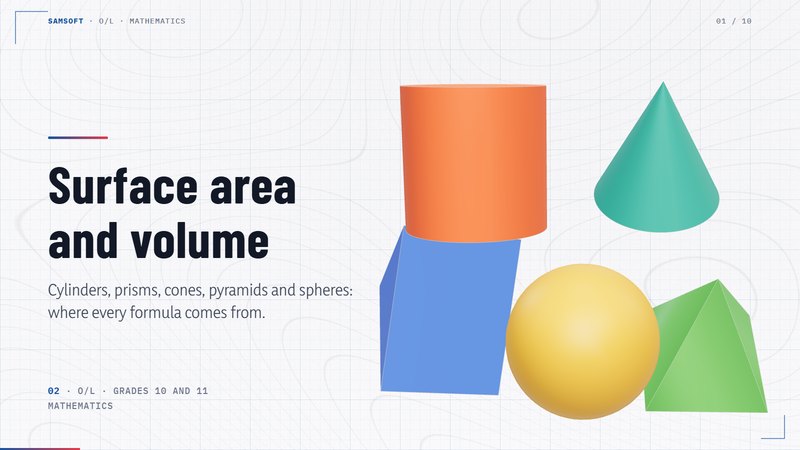 SAMSOFT · O/L · MATHEMATICS
01 / 10
Surface area
and volume
Cylinders, prisms, cones, pyramids and spheres:
where every formula comes from.
02 · O/L · GRADES 10 AND 11
MATHEMATICS